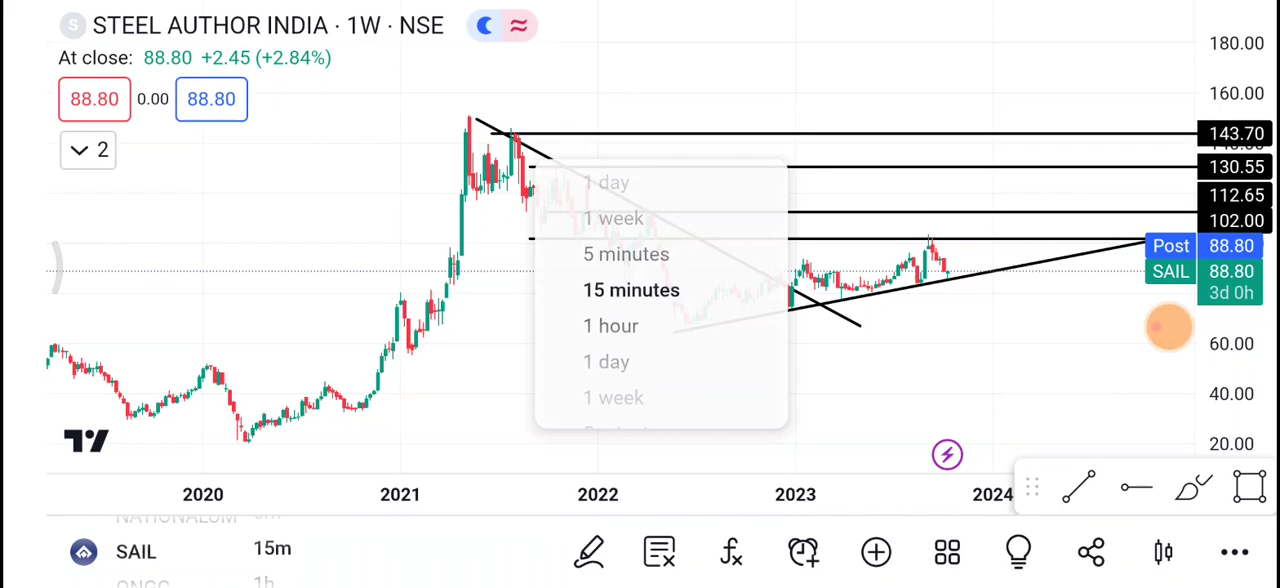 S STEEL AUTHOR INDIA · 1W · NSE
At close: 88.80 +2.45 (+2.84%)
88.80 0.00 88.80
2
180.00
160.00
143.70
130.55
112.65
102.00
Post 88.80
SAIL 88.80
3d 0h
60.00
40.00
20.00
1 day
1 week
5 minutes
15 minutes
1 hour
1 day
1 week
2020 2021 2022 2023 2024
NATIONALUM
SAIL 15m
ONGC 1h